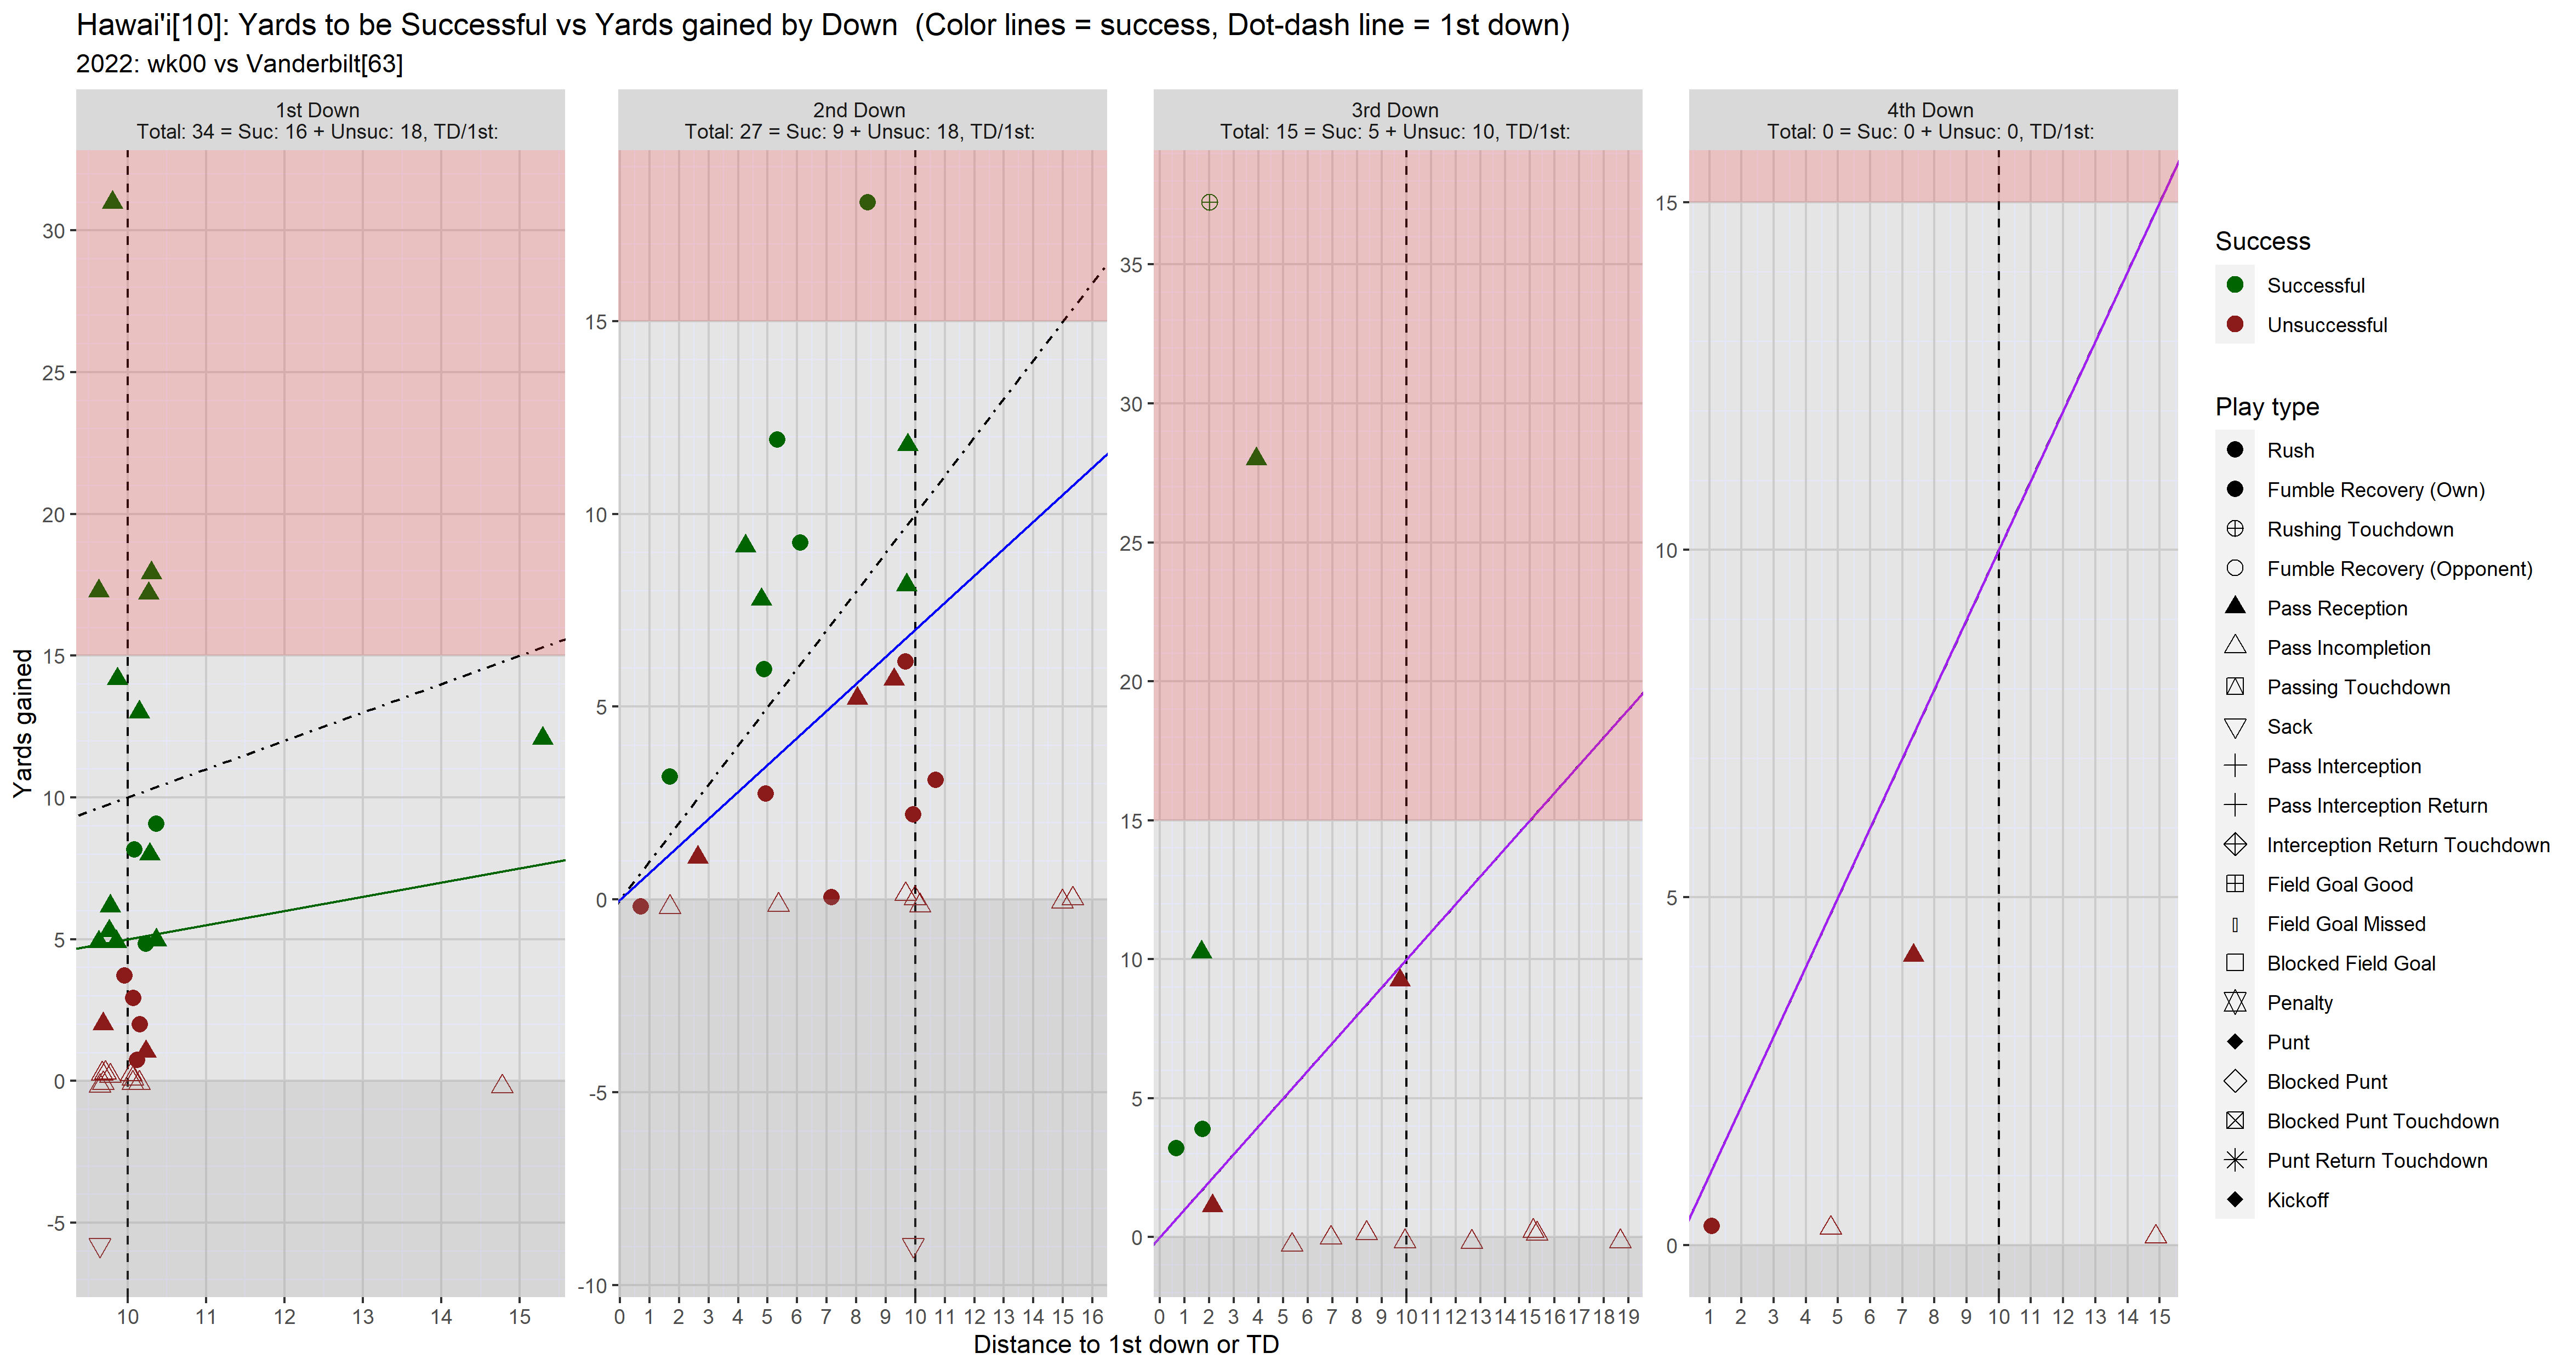 Hawai'i[10]: Yards to be Successful vs Yards gained by Down  (Color lines = success, Dot-dash line = 1st down)
2022: wk00 vs Vanderbilt[63]
1st Down
Total: 34 = Suc: 16 + Unsuc: 18, TD/1st:
2nd Down
Total: 27 = Suc: 9 + Unsuc: 18, TD/1st:
3rd Down
Total: 15 = Suc: 5 + Unsuc: 10, TD/1st:
4th Down
Total: 0 = Suc: 0 + Unsuc: 0, TD/1st:
Yards gained
30
25
20
15
10
5
0
-5
10 11 12 13 14 15
15
10
5
0
-5
-10
0 1 2 3 4 5 6 7 8 9 10 11 12 13 14 15 16
35
30
25
20
15
10
5
0
0 1 2 3 4 5 6 7 8 9 10 11 12 13 14 15 16 17 18 19
15
10
5
0
1 2 3 4 5 6 7 8 9 10 11 12 13 14 15
Distance to 1st down or TD
Success
Successful
Unsuccessful
Play type
Rush
Fumble Recovery (Own)
Rushing Touchdown
Fumble Recovery (Opponent)
Pass Reception
Pass Incompletion
Passing Touchdown
Sack
Pass Interception
Pass Interception Return
Interception Return Touchdown
Field Goal Good
Field Goal Missed
Blocked Field Goal
Penalty
Punt
Blocked Punt
Blocked Punt Touchdown
Punt Return Touchdown
Kickoff